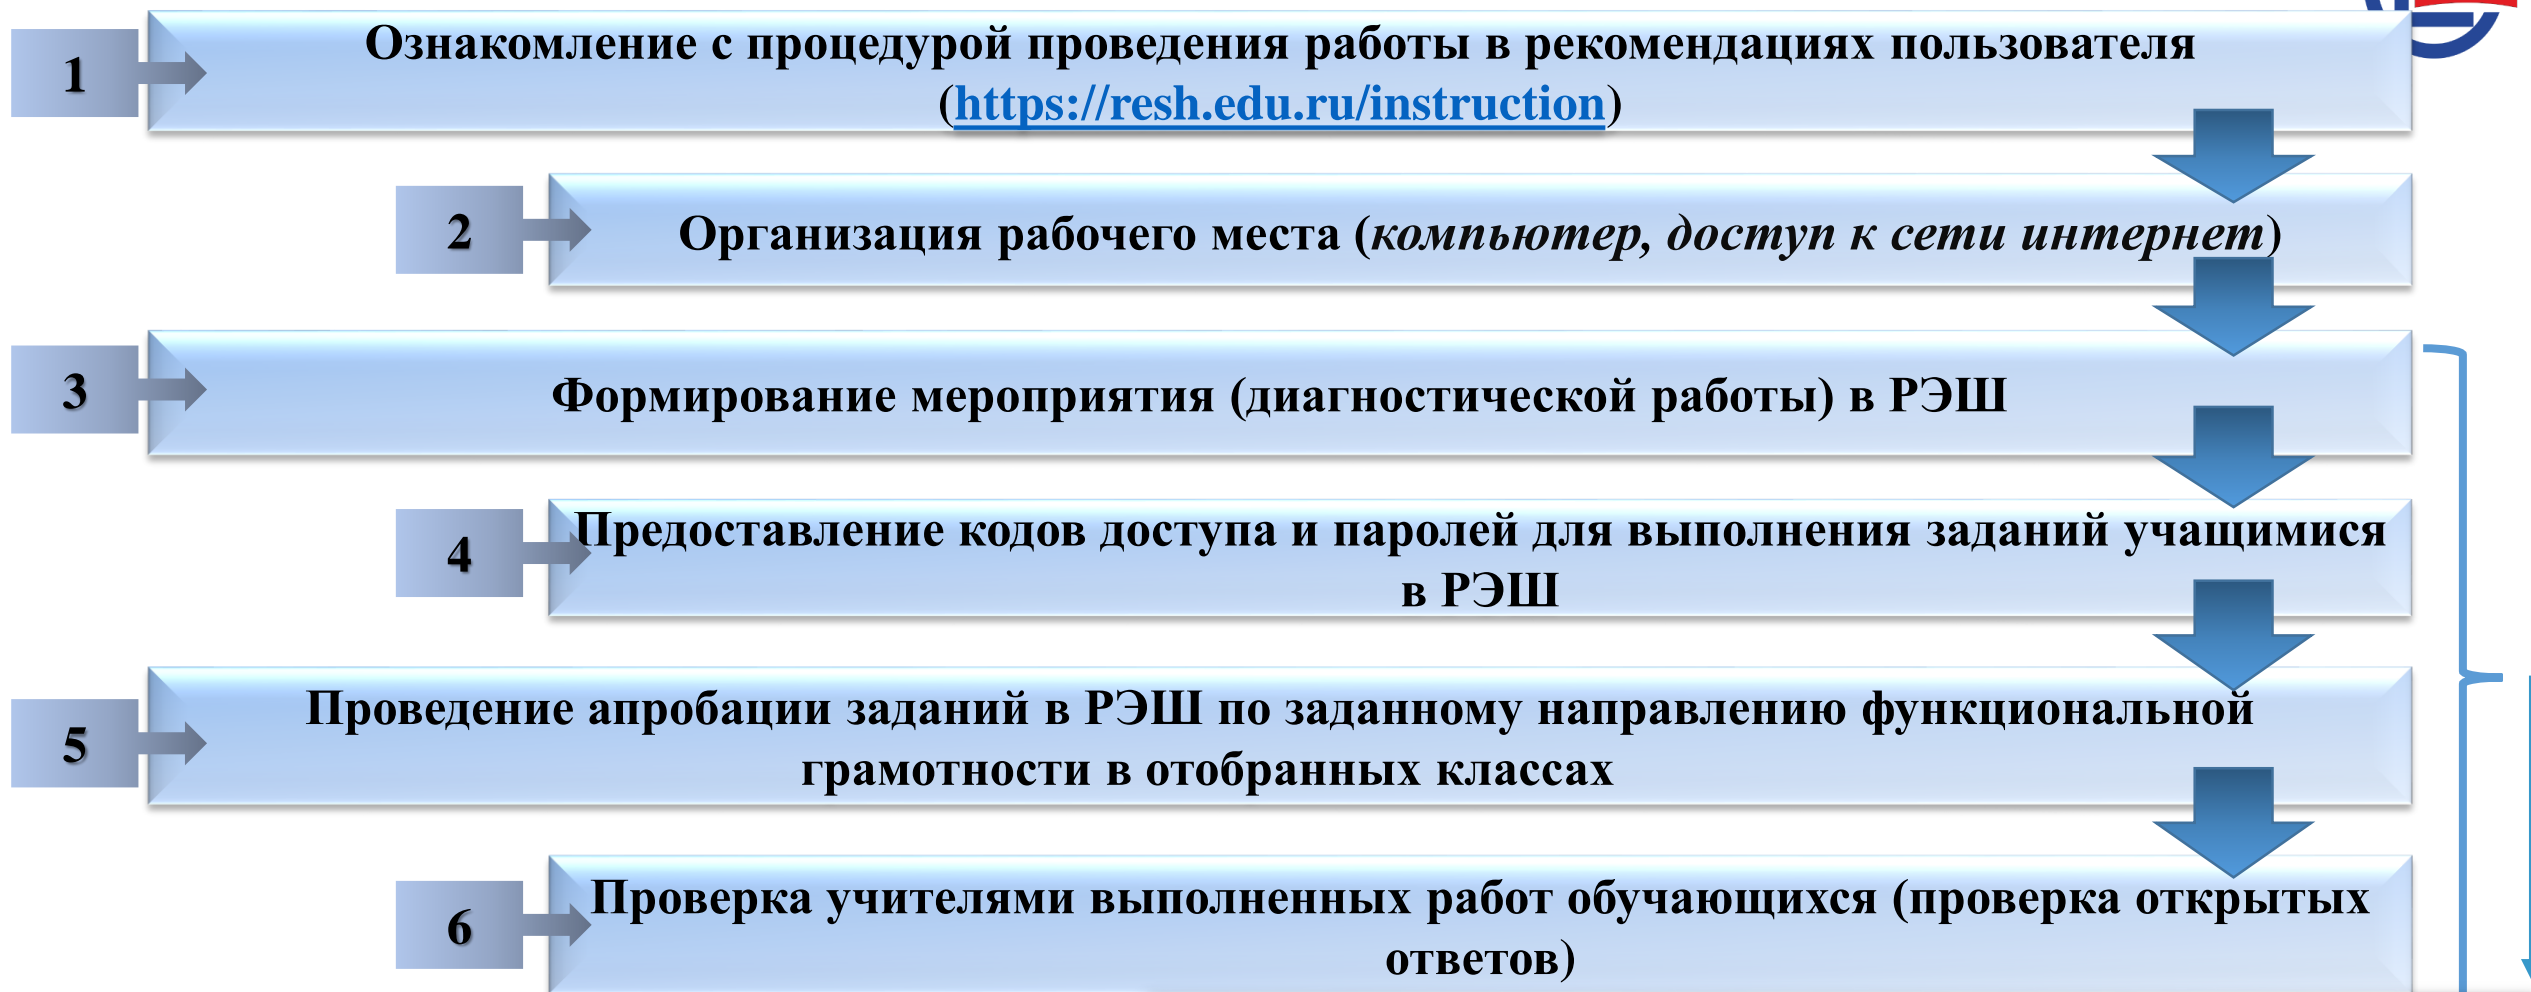 1
Ознакомление с процедурой проведения работы в рекомендациях пользователя
(https://resh.edu.ru/instruction)
2
Организация рабочего места (компьютер, доступ к сети интернет)
3
Формирование мероприятия (диагностической работы) в РЭШ
4
Предоставление кодов доступа и паролей для выполнения заданий учащимися
в РЭШ
5
Проведение апробации заданий в РЭШ по заданному направлению функциональной
грамотности в отобранных классах
6
Проверка учителями выполненных работ обучающихся (проверка открытых
ответов)